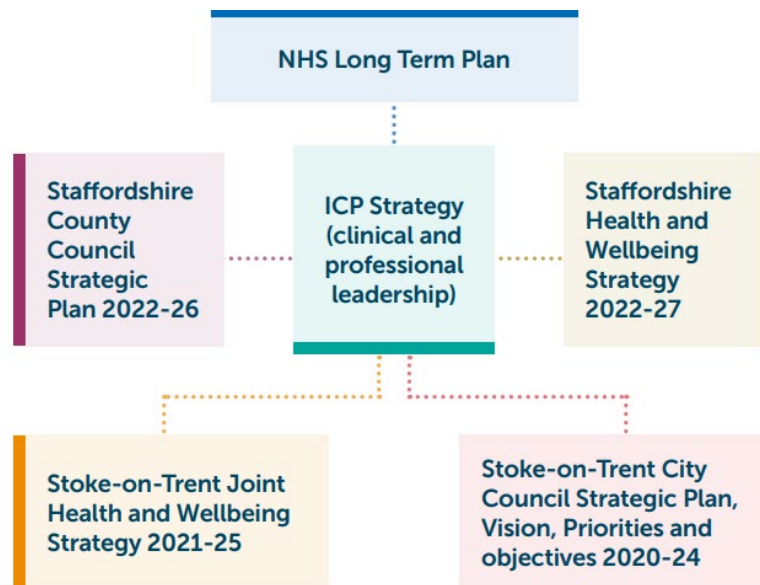 NHS Long Term Plan
Staffordshire
County
Council
Strategic
Plan 2022-26
ICP Strategy
(clinical and
professional
leadership)
Staffordshire
Health and
Wellbeing
Strategy
2022-27
Stoke-on-Trent Joint
Health and Wellbeing
Strategy 2021-25
Stoke-on-Trent City
Council Strategic Plan,
Vision, Priorities and
objectives 2020-24